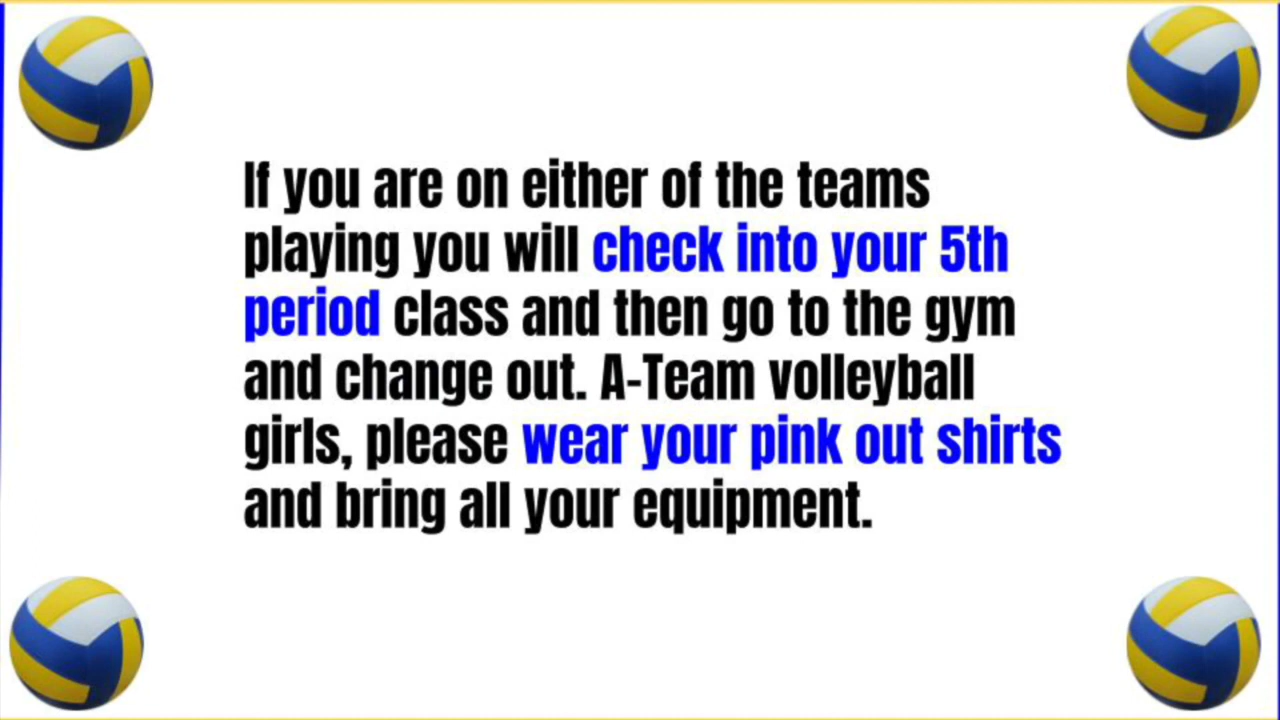 If you are on either of the teams
playing you will check into your 5th
period class and then go to the gym
and change out. A-Team volleyball
girls, please wear your pink out shirts
and bring all your equipment.